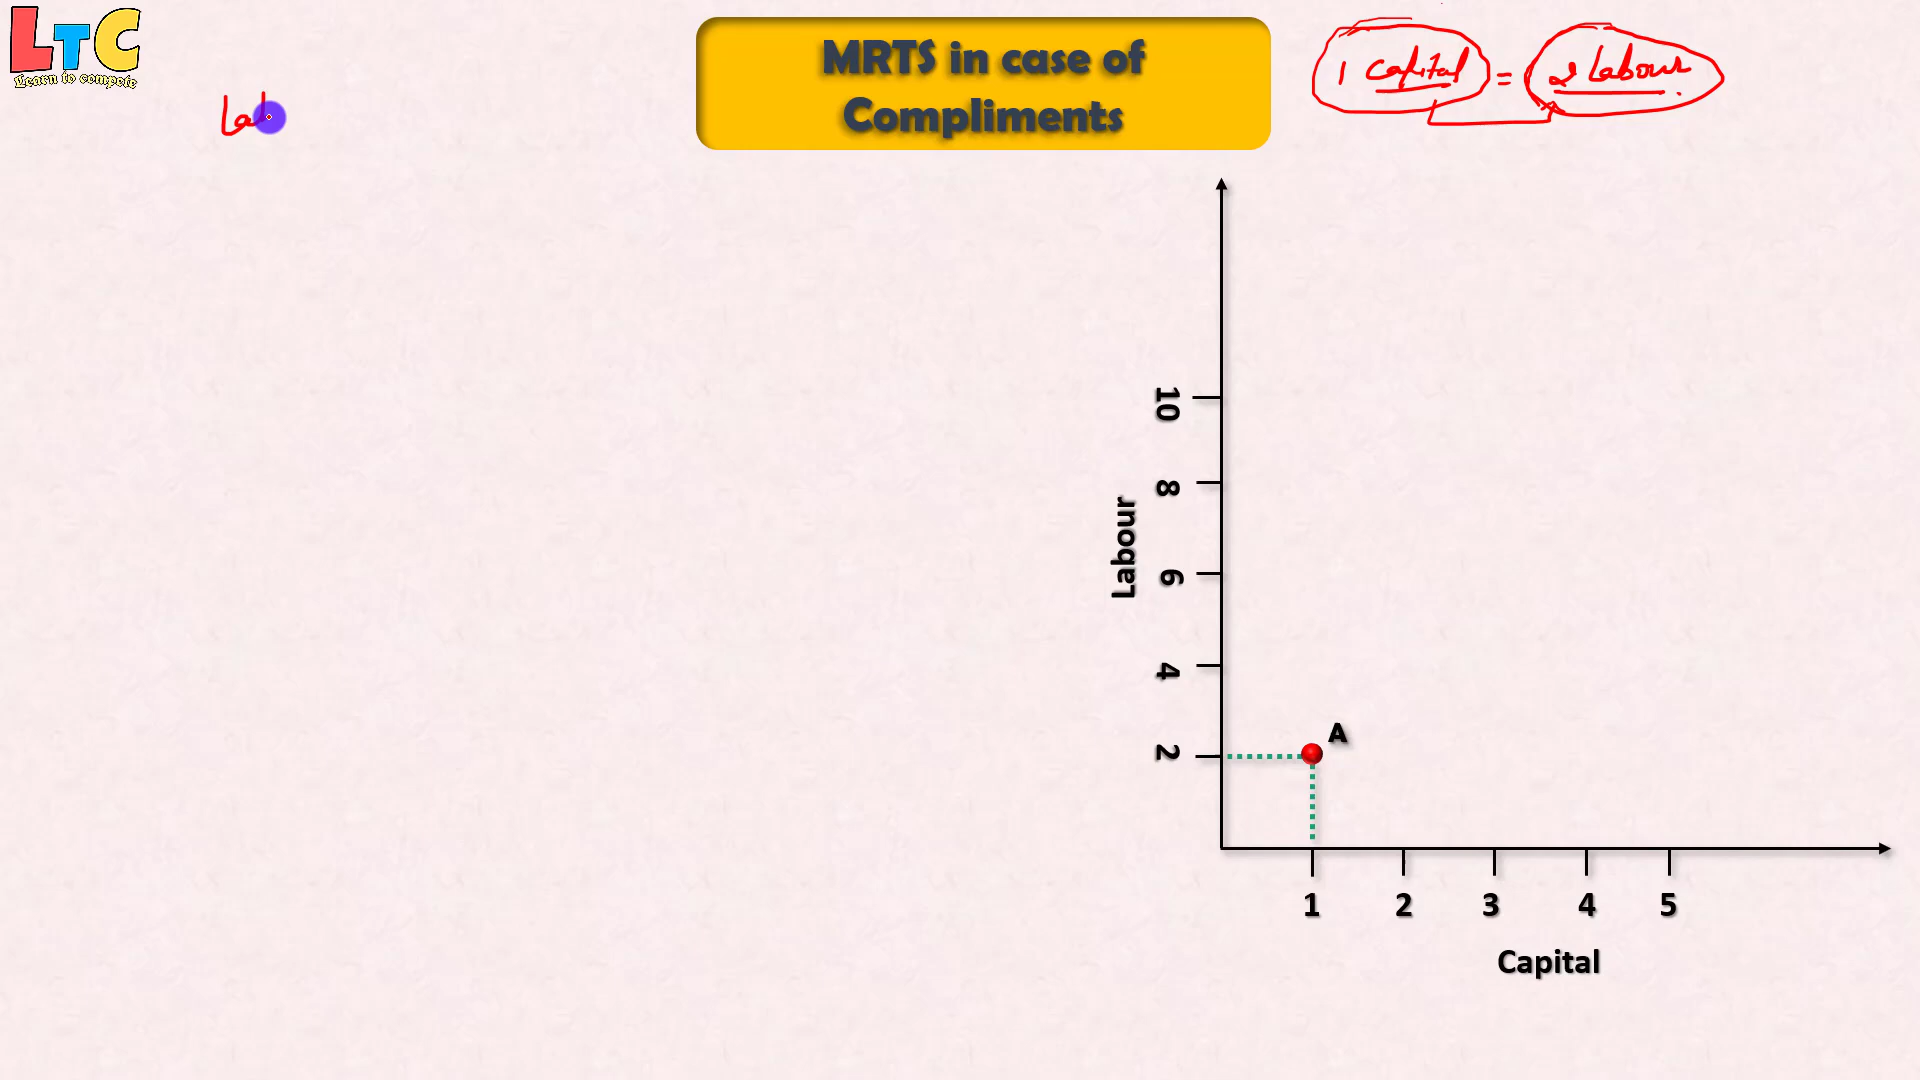 LTC
Learn to compete
MRTS in case of
Compliments
1 capital = 2 labour.
lab
10
8
6
4
2
Labour
A
1 2 3 4 5
Capital